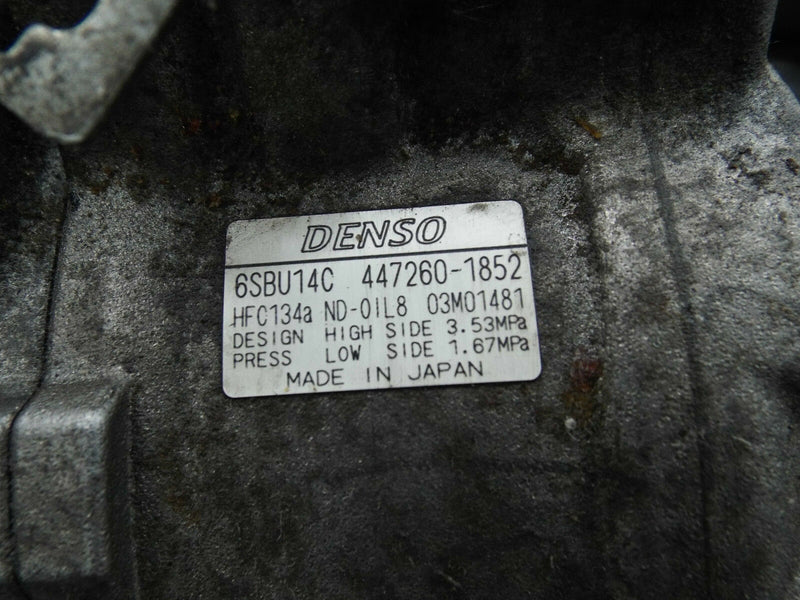 DENSO
6SBU14C 447260-1852
HFC134a ND-OIL8 03M01481
DESIGN HIGH SIDE 3.53MPa
PRESS LOW SIDE 1.67MPa
MADE IN JAPAN